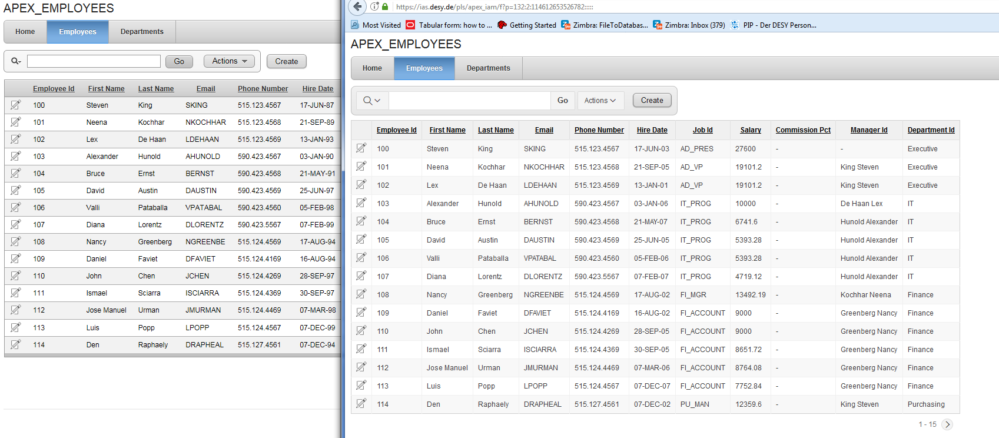 APEX_EMPLOYEES
Home Employees Departments
Go Actions Create
Employee Id First Name Last Name Email Phone Number Hire Date
100 Steven King SKING 515.123.4567 17-JUN-87
101 Neena Kochhar NKOCHHAR 515.123.4568 21-SEP-89
102 Lex De Haan LDEHAAN 515.123.4569 13-JAN-93
103 Alexander Hunold AHUNOLD 590.423.4567 03-JAN-90
104 Bruce Ernst BERNST 590.423.4568 21-MAY-91
105 David Austin DAUSTIN 590.423.4569 25-JUN-97
106 Valli Pataballa VPATABAL 590.423.4560 05-FEB-98
107 Diana Lorentz DLORENTZ 590.423.5567 07-FEB-99
108 Nancy Greenberg NGREENBE 515.124.4569 17-AUG-94
109 Daniel Faviet DFAVIET 515.124.4169 16-AUG-94
110 John Chen JCHEN 515.124.4269 28-SEP-97
111 Ismael Sciarra ISCIARRA 515.124.4369 30-SEP-97
112 Jose Manuel Urman JMURMAN 515.124.4469 07-MAR-98
113 Luis Popp LPOPP 515.124.4567 07-DEC-99
114 Den Raphaely DRAPHEAL 515.127.4561 07-DEC-94
https://ias.desy.de/pls/apex_iam/f?p=132:2:114612653526782:::::
Most Visited Tabular form: how to ... Getting Started Zimbra: FileToDatabas... Zimbra: Inbox (379) PIP - Der DESY Person...
APEX_EMPLOYEES
Home Employees Departments
Go Actions Create
Employee Id First Name Last Name Email Phone Number Hire Date Job Id Salary Commission Pct Manager Id Department Id
100 Steven King SKING 515.123.4567 17-JUN-03 AD_PRES 27600 - - Executive
101 Neena Kochhar NKOCHHAR 515.123.4568 21-SEP-05 AD_VP 19101.2 - King Steven Executive
102 Lex De Haan LDEHAAN 515.123.4569 13-JAN-01 AD_VP 19101.2 - King Steven Executive
103 Alexander Hunold AHUNOLD 590.423.4567 03-JAN-06 IT_PROG 10000 - De Haan Lex IT
104 Bruce Ernst BERNST 590.423.4568 21-MAY-07 IT_PROG 6741.6 - Hunold Alexander IT
105 David Austin DAUSTIN 590.423.4569 25-JUN-05 IT_PROG 5393.28 - Hunold Alexander IT
106 Valli Pataballa VPATABAL 590.423.4560 05-FEB-06 IT_PROG 5393.28 - Hunold Alexander IT
107 Diana Lorentz DLORENTZ 590.423.5567 07-FEB-07 IT_PROG 4719.12 - Hunold Alexander IT
108 Nancy Greenberg NGREENBE 515.124.4569 17-AUG-02 FI_MGR 13492.19 - Kochhar Neena Finance
109 Daniel Faviet DFAVIET 515.124.4169 16-AUG-02 FI_ACCOUNT 9000 - Greenberg Nancy Finance
110 John Chen JCHEN 515.124.4269 28-SEP-05 FI_ACCOUNT 9000 - Greenberg Nancy Finance
111 Ismael Sciarra ISCIARRA 515.124.4369 30-SEP-05 FI_ACCOUNT 8651.72 - Greenberg Nancy Finance
112 Jose Manuel Urman JMURMAN 515.124.4469 07-MAR-06 FI_ACCOUNT 8764.08 - Greenberg Nancy Finance
113 Luis Popp LPOPP 515.124.4567 07-DEC-07 FI_ACCOUNT 7752.84 - Greenberg Nancy Finance
114 Den Raphaely DRAPHEAL 515.127.4561 07-DEC-02 PU_MAN 12359.6 - King Steven Purchasing
1 - 15